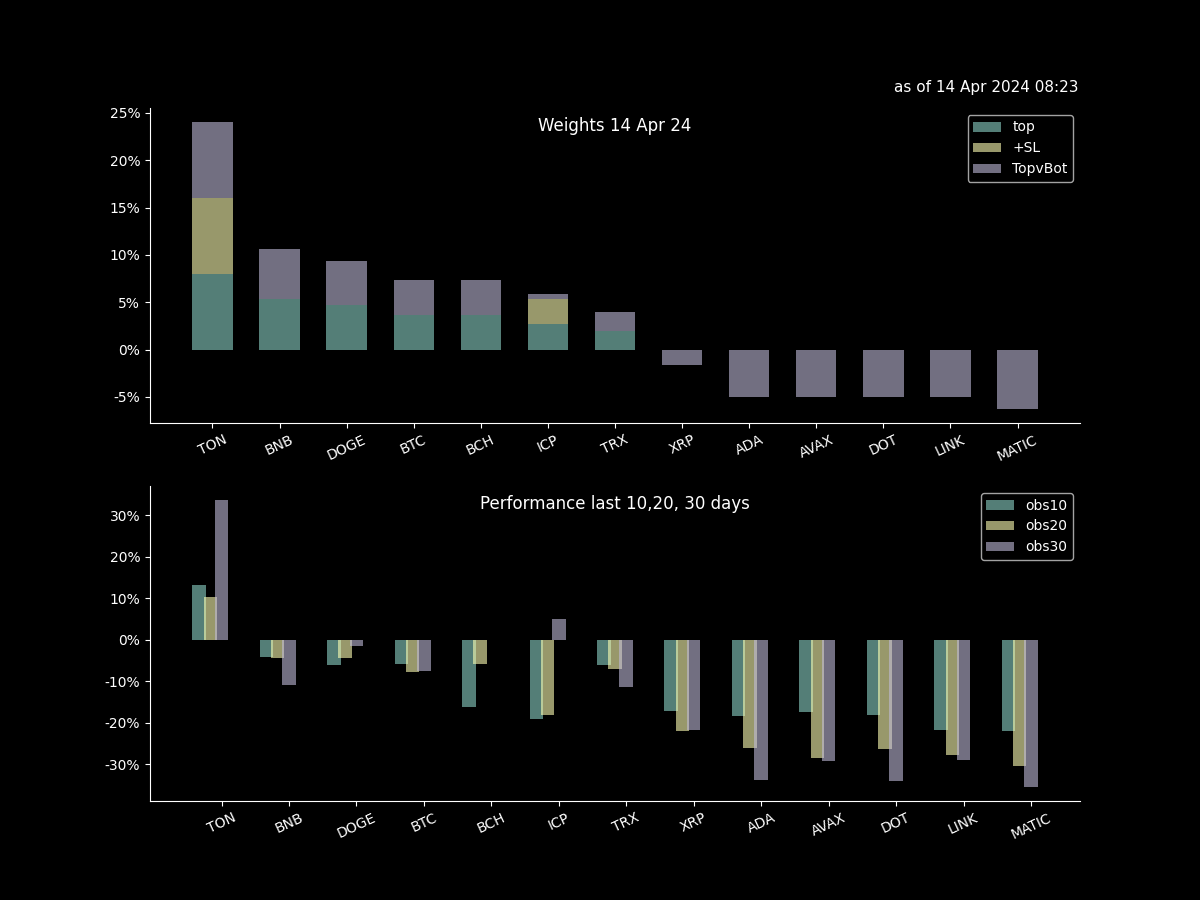 as of 14 Apr 2024 08:23
Weights 14 Apr 24
top
+SL
TopvBot
25%
20%
15%
10%
5%
0%
-5%
TON BNB DOGE BTC BCH ICP TRX XRP ADA AVAX DOT LINK MATIC
Performance last 10,20, 30 days
obs10
obs20
obs30
30%
20%
10%
0%
-10%
-20%
-30%
TON BNB DOGE BTC BCH ICP TRX XRP ADA AVAX DOT LINK MATIC